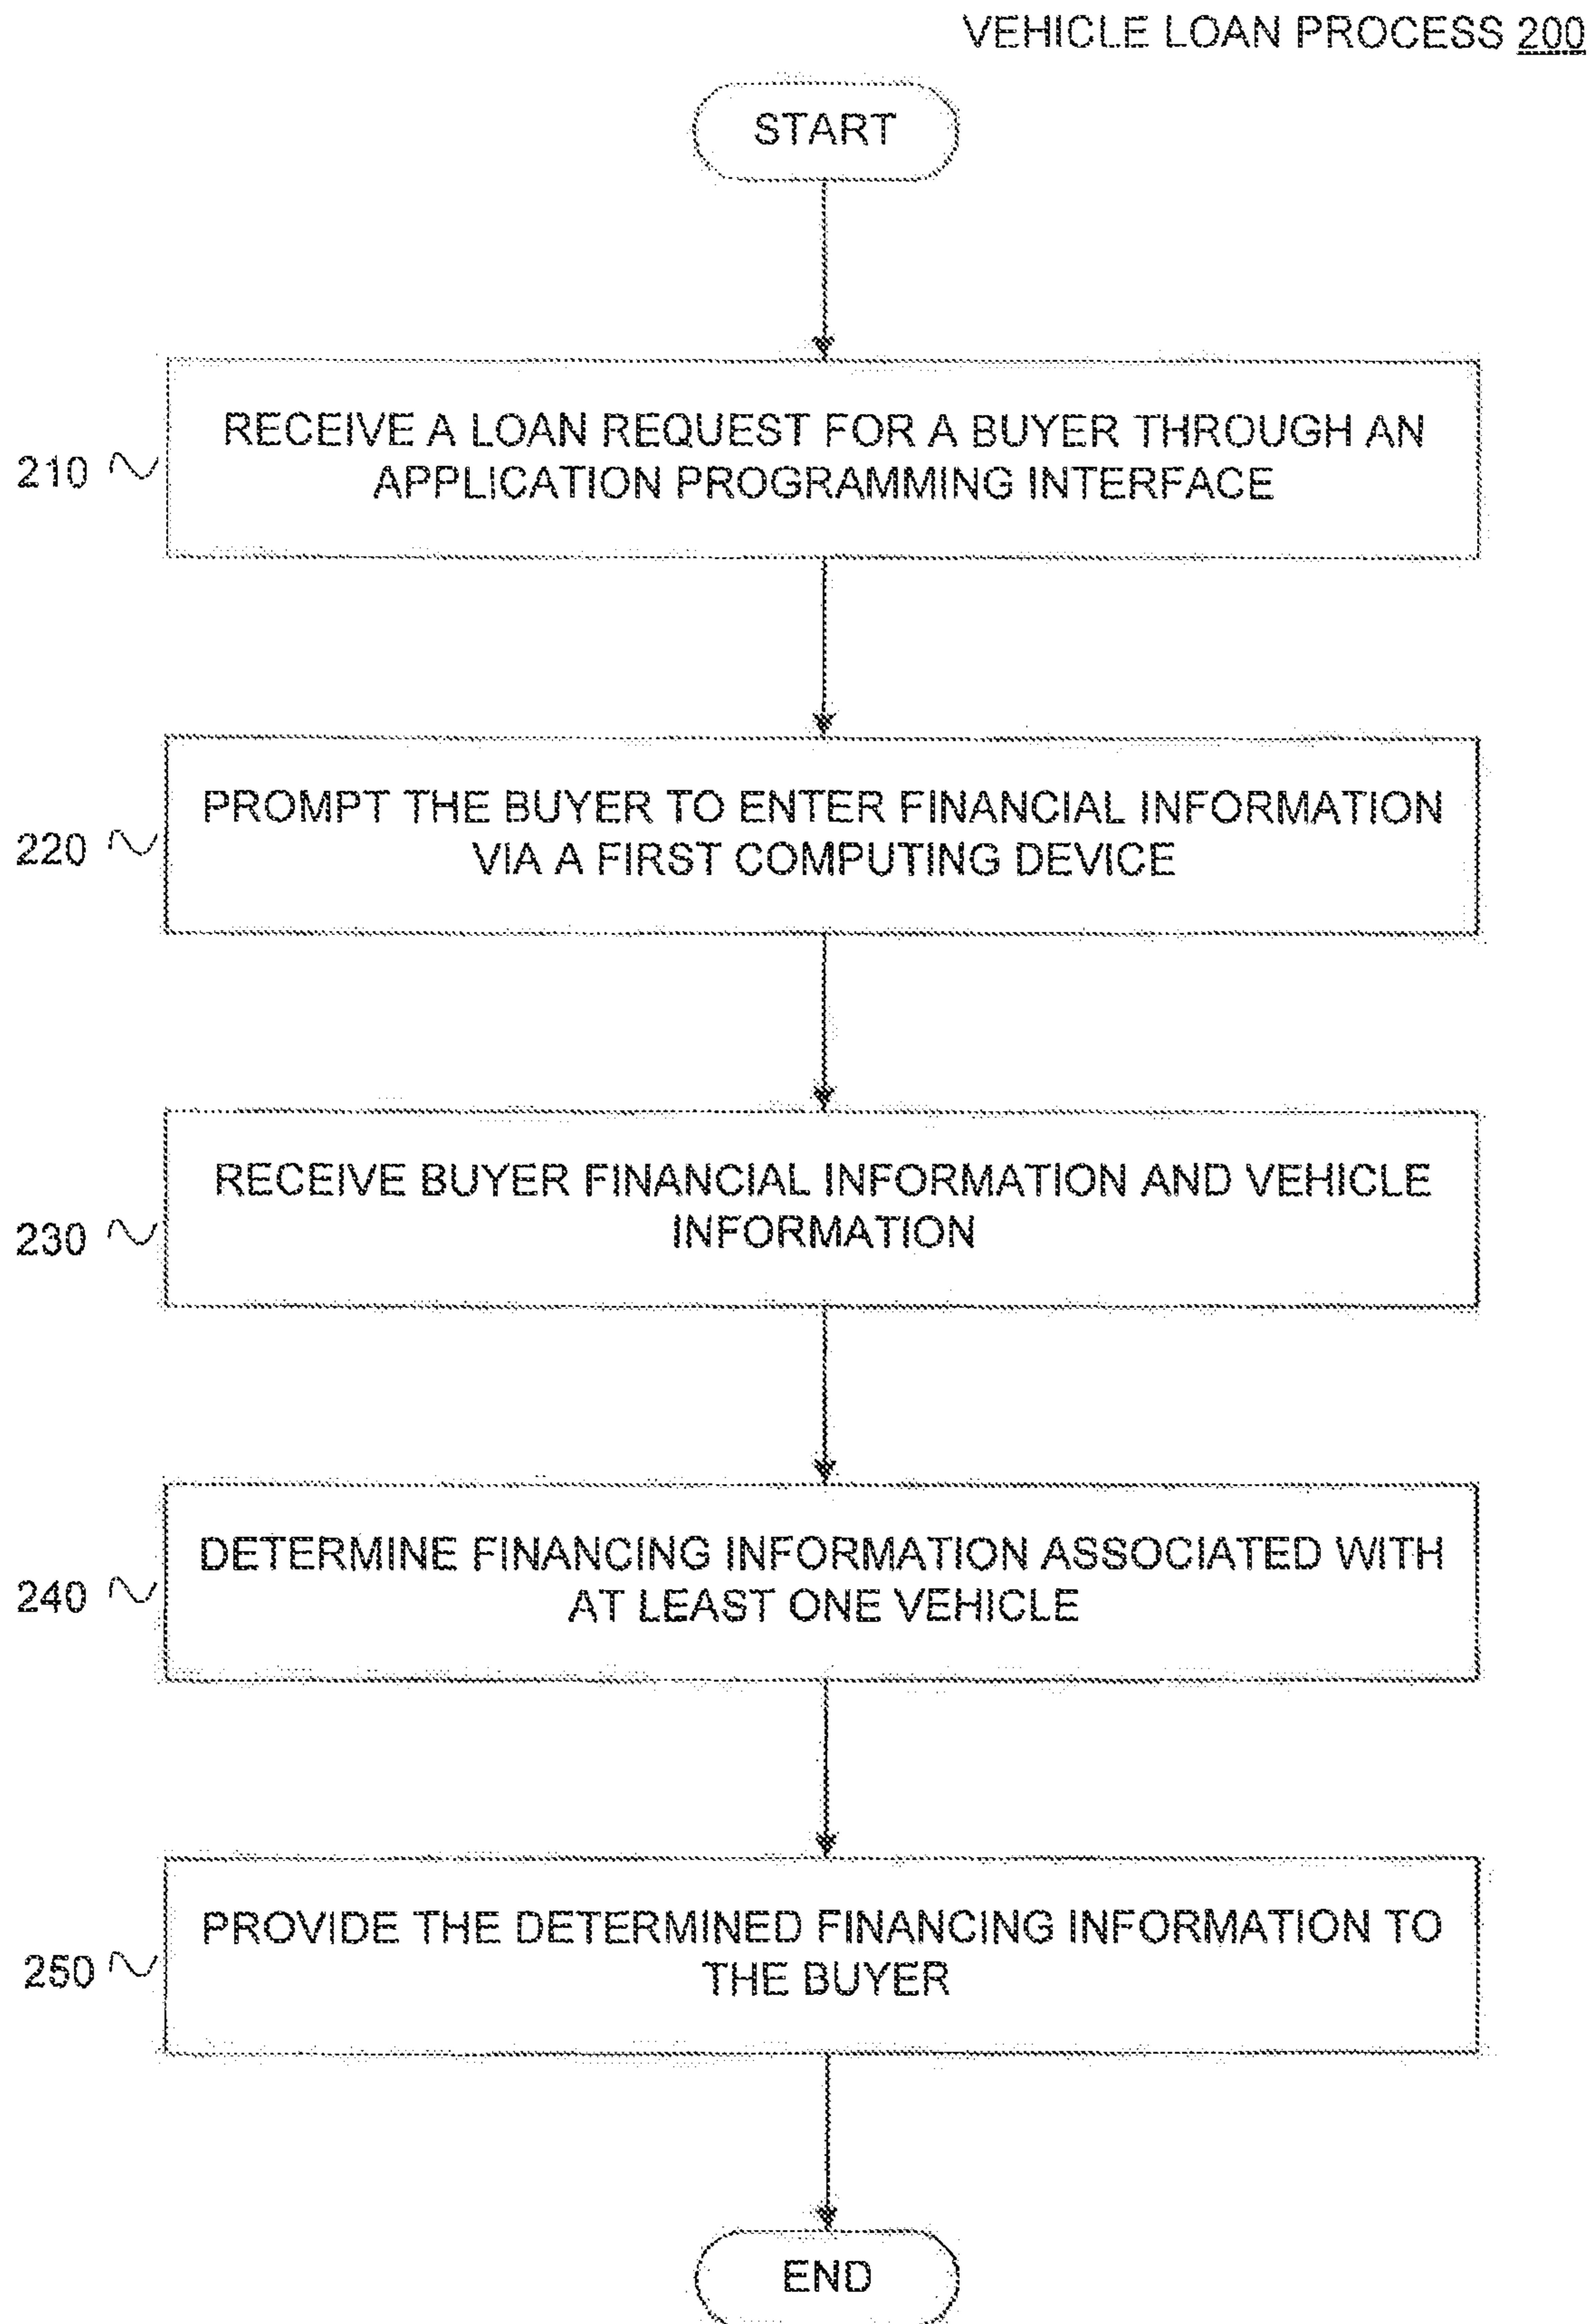 VEHICLE LOAN PROCESS 200
START
210
RECEIVE A LOAN REQUEST FOR A BUYER THROUGH AN
APPLICATION PROGRAMMING INTERFACE
220
PROMPT THE BUYER TO ENTER FINANCIAL INFORMATION
VIA A FIRST COMPUTING DEVICE
230
RECEIVE BUYER FINANCIAL INFORMATION AND VEHICLE
INFORMATION
240
DETERMINE FINANCING INFORMATION ASSOCIATED WITH
AT LEAST ONE VEHICLE
250
PROVIDE THE DETERMINED FINANCING INFORMATION TO
THE BUYER
END